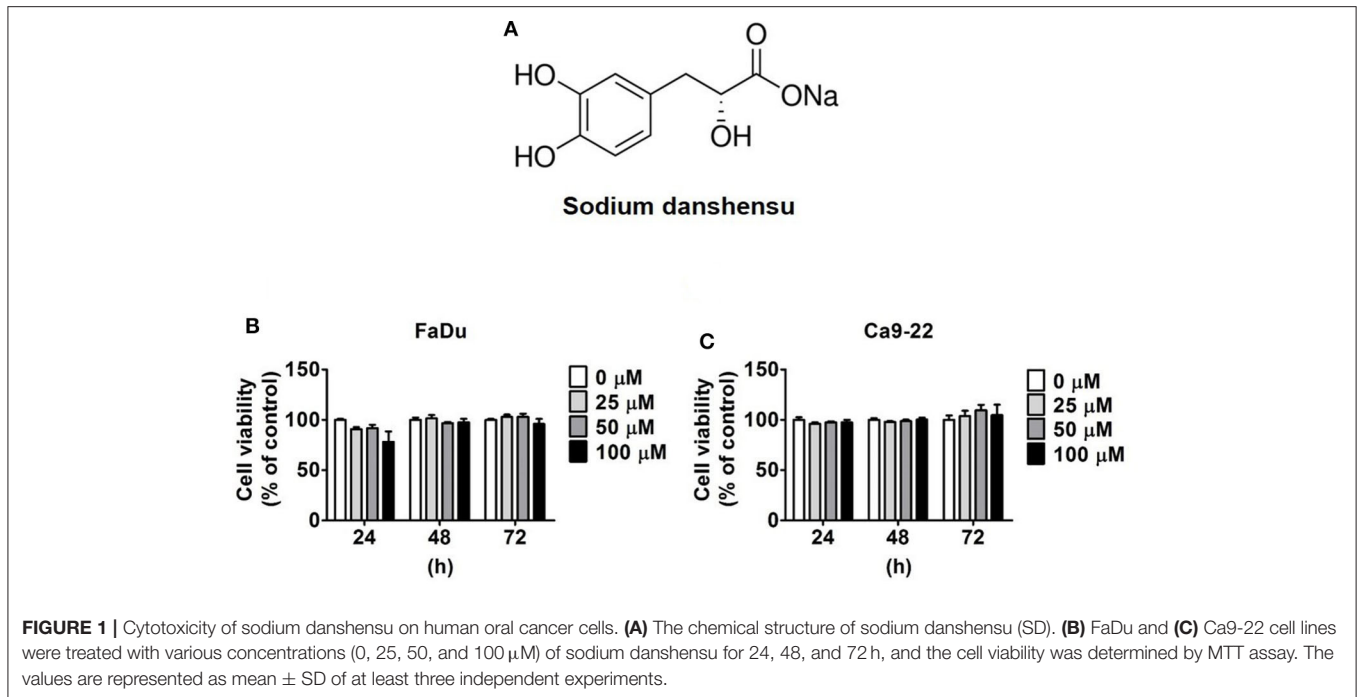 A
HO
HO
O
ONa
OH
Sodium danshensu
B
FaDu
Cell viability
(% of control)
150
100
50
0
24 48 72
(h)
0 μM
25 μM
50 μM
100 μM
C
Ca9-22
Cell viability
(% of control)
150
100
50
0
24 48 72
(h)
0 μM
25 μM
50 μM
100 μM
FIGURE 1 | Cytotoxicity of sodium danshensu on human oral cancer cells. (A) The chemical structure of sodium danshensu (SD). (B) FaDu and (C) Ca9-22 cell lines
were treated with various concentrations (0, 25, 50, and 100 μM) of sodium danshensu for 24, 48, and 72 h, and the cell viability was determined by MTT assay. The
values are represented as mean ± SD of at least three independent experiments.